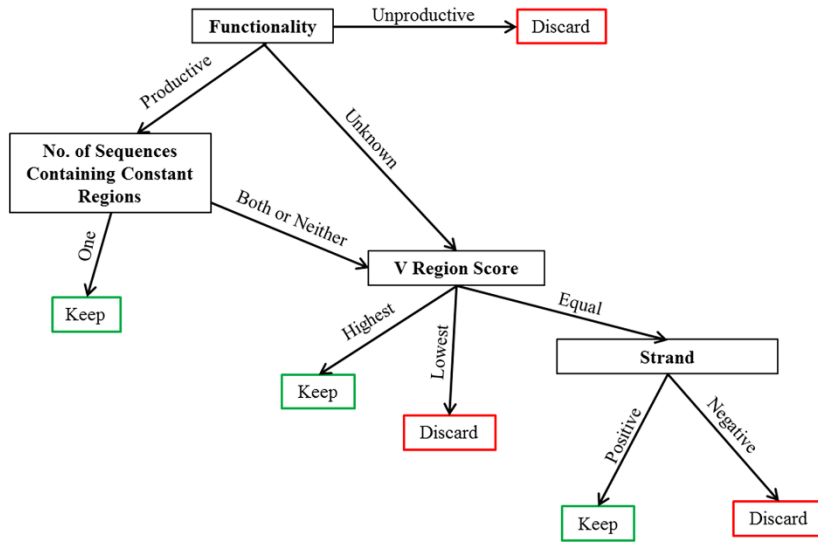 Functionality
Unproductive
Discard
Productive
Unknown
No. of Sequences
Containing Constant
Regions
Both or Neither
One
V Region Score
Keep
Highest
Lowest
Equal
Strand
Keep
Discard
Positive
Negative
Keep
Discard